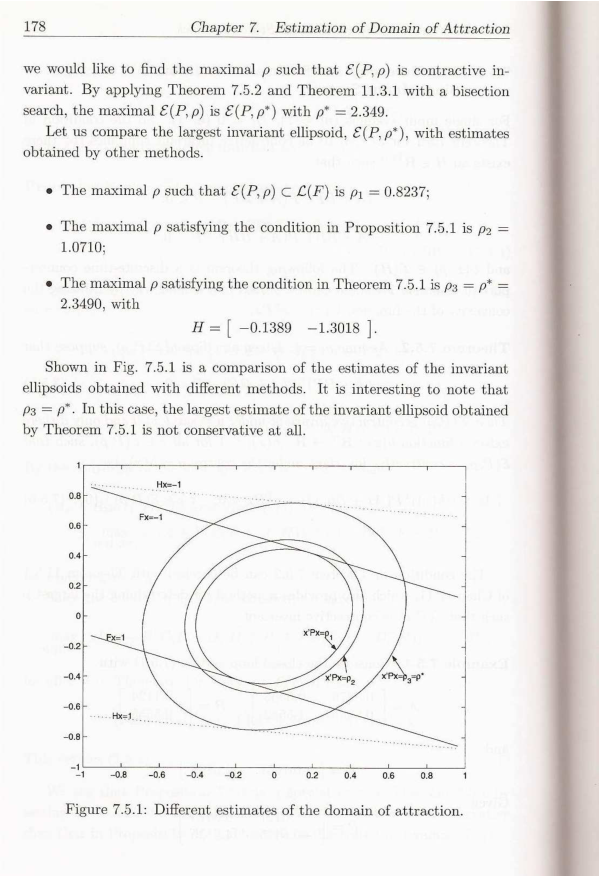 178 Chapter 7. Estimation of Domain of Attraction
we would like to find the maximal ρ such that ℰ(P, ρ) is contractive in-
variant. By applying Theorem 7.5.2 and Theorem 11.3.1 with a bisection
search, the maximal ℰ(P, ρ) is ℰ(P, ρ*) with ρ* = 2.349.
Let us compare the largest invariant ellipsoid, ℰ(P, ρ*), with estimates
obtained by other methods.
• The maximal ρ such that ℰ(P, ρ) ⊂ ℒ(F) is ρ₁ = 0.8237;
• The maximal ρ satisfying the condition in Proposition 7.5.1 is ρ₂ =
1.0710;
• The maximal ρ satisfying the condition in Theorem 7.5.1 is ρ₃ = ρ* =
2.3490, with
H = [ −0.1389 −1.3018 ].
Shown in Fig. 7.5.1 is a comparison of the estimates of the invariant
ellipsoids obtained with different methods. It is interesting to note that
ρ₃ = ρ*. In this case, the largest estimate of the invariant ellipsoid obtained
by Theorem 7.5.1 is not conservative at all.
1
Hx=-1
0.8
Fx=-1
0.6
0.4
0.2
0
Fx=1
x'Px=ρ₁
-0.2
-0.4
x'Px=ρ₂ x'Px=ρ₃=ρ*
-0.6
Hx=1
-0.8
-1
-1 -0.8 -0.6 -0.4 -0.2 0 0.2 0.4 0.6 0.8 1
Figure 7.5.1: Different estimates of the domain of attraction.